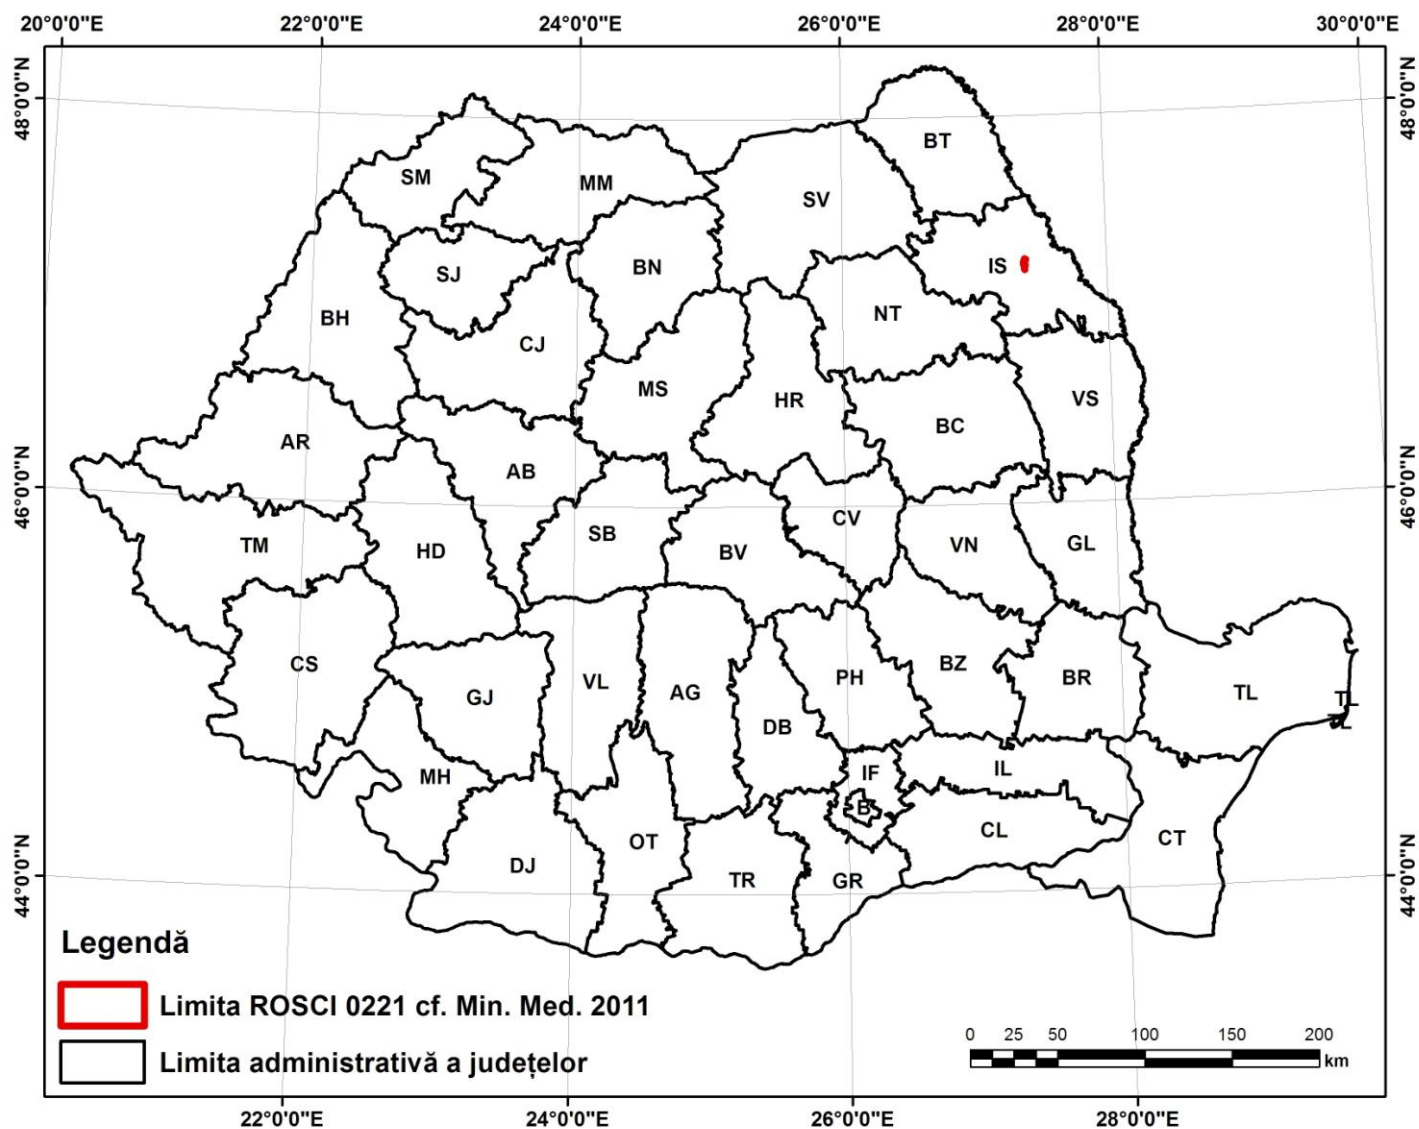 20°0'0"E 22°0'0"E 24°0'0"E 26°0'0"E 28°0'0"E 30°0'0"E
48°0'0"N 48°0'0"N
BT
SM MM SV
SJ BN IS
BH CJ NT
MS HR VS
AR AB BC
46°0'0"N 46°0'0"N
TM HD SB BV CV VN GL
CS GJ VL AG PH BZ BR TL TL
DB TL
MH IF IL
B
DJ OT CL CT
TR GR
44°0'0"N 44°0'0"N
Legendă
Limita ROSCI 0221 cf. Min. Med. 2011
Limita administrativă a județelor
0 25 50 100 150 200
km
22°0'0"E 24°0'0"E 26°0'0"E 28°0'0"E